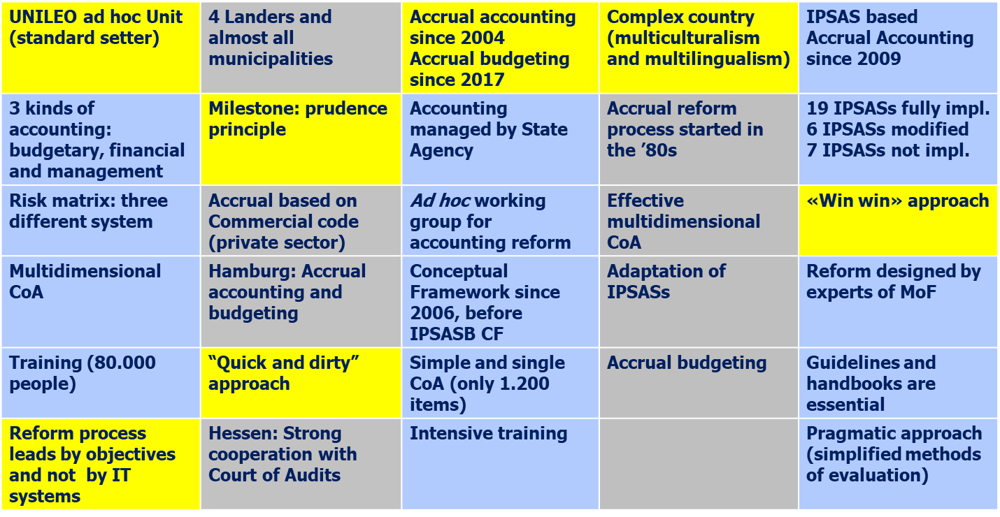 UNILEO ad hoc Unit
(standard setter)
4 Landers and
almost all
municipalities
Accrual accounting
since 2004
Accrual budgeting
since 2017
Complex country
(multiculturalism
and multilingualism)
IPSAS based
Accrual Accounting
since 2009
3 kinds of
accounting:
budgetary, financial
and management
Milestone: prudence
principle
Accounting
managed by State
Agency
Accrual reform
process started in
the ’80s
19 IPSASs fully impl.
6 IPSASs modified
7 IPSASs not impl.
Risk matrix: three
different system
Accrual based on
Commercial code
(private sector)
Ad hoc working
group for
accounting reform
Effective
multidimensional
CoA
«Win win» approach
Multidimensional
CoA
Hamburg: Accrual
accounting and
budgeting
Conceptual
Framework since
2006, before
IPSASB CF
Adaptation of
IPSASs
Reform designed by
experts of MoF
Training (80.000
people)
“Quick and dirty”
approach
Simple and single
CoA (only 1.200
items)
Accrual budgeting
Guidelines and
handbooks are
essential
Reform process
leads by objectives
and not by IT
systems
Hessen: Strong
cooperation with
Court of Audits
Intensive training
Pragmatic approach
(simplified methods
of evaluation)